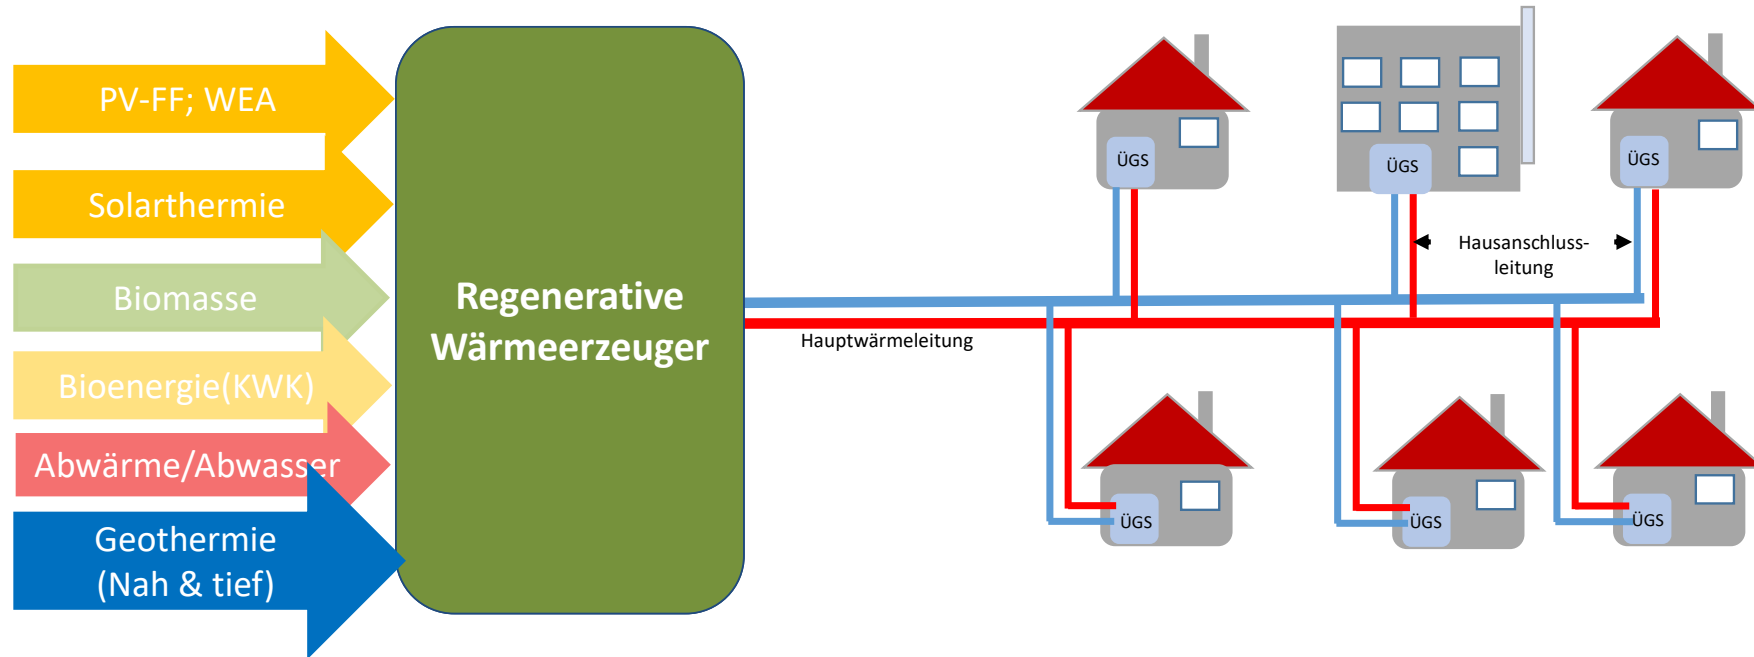 PV-FF; WEA
Solarthermie
Biomasse
Bioenergie(KWK)
Abwärme/Abwasser
Geothermie
(Nah & tief)
Regenerative
Wärmeerzeuger
Hauptwärmeleitung
ÜGS
ÜGS
ÜGS
Hausanschluss-
leitung
ÜGS
ÜGS
ÜGS